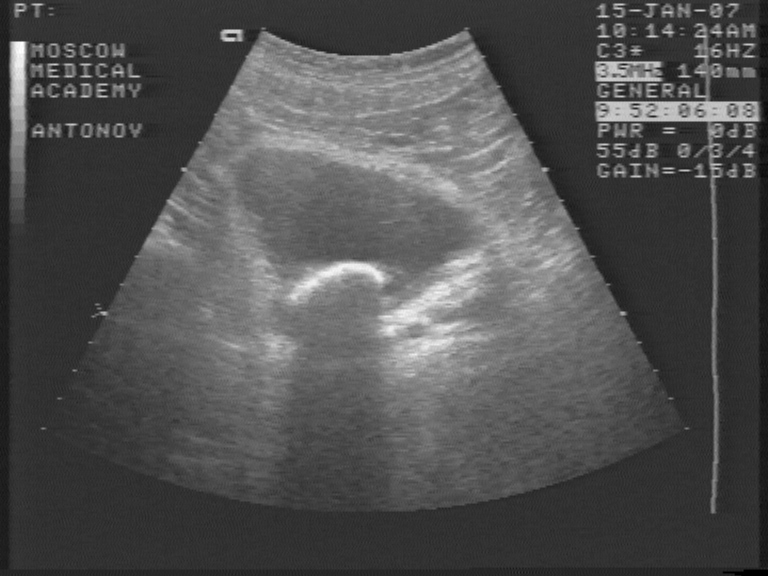 PT:
MOSCOW
MEDICAL
ACADEMY
ANTONOV
15-JAN-07
10:14:24AM
C3* 16HZ
3.5MHz 140mm
GENERAL
9:52:06:08
PWR = 0dB
55dB 0/3/4
GAIN=-15dB